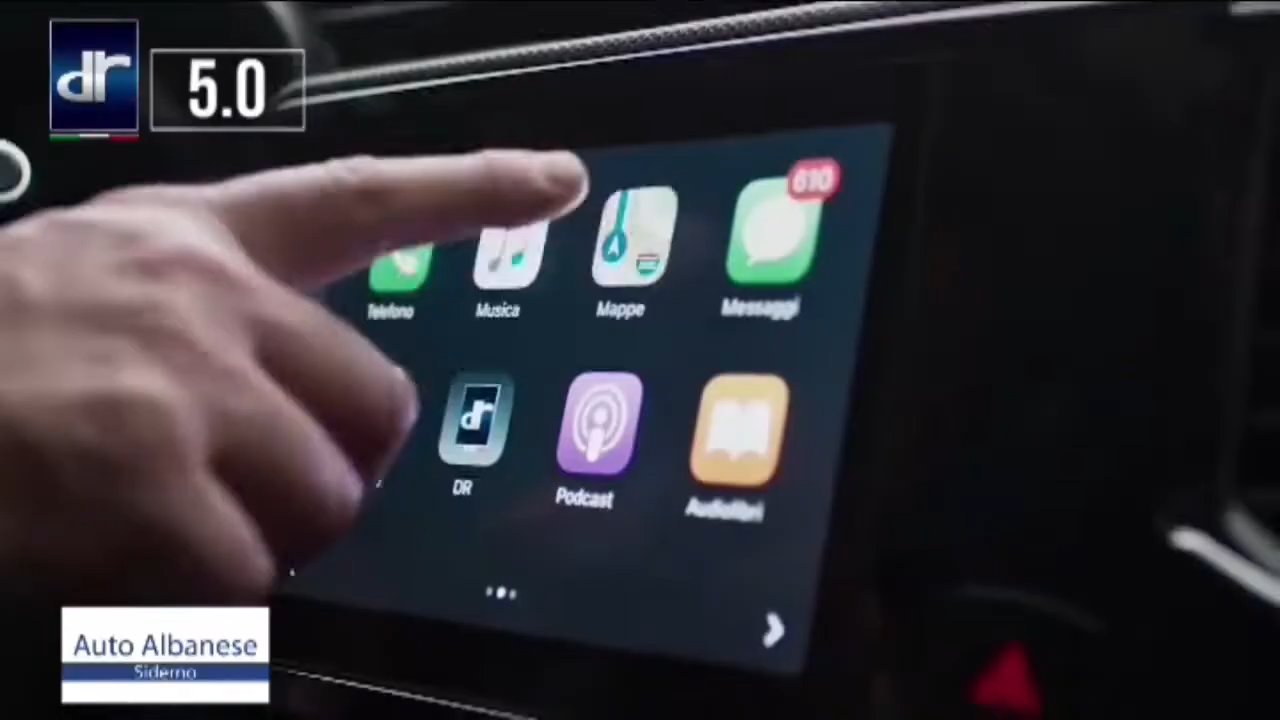 dr
5.0
610
Telefono
Musica
Mappe
Messaggi
dr
DR
Podcast
Audiolibri
Auto Albanese
Siderno